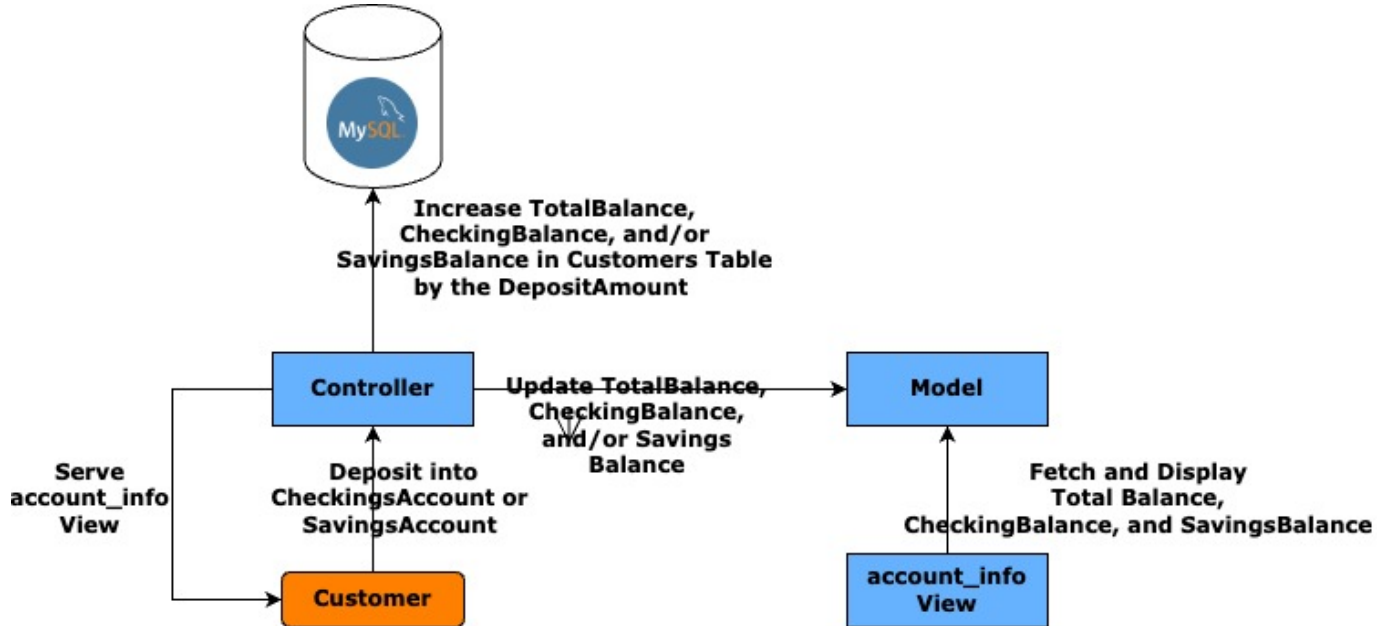 MySQL
Increase TotalBalance,
CheckingBalance, and/or
SavingsBalance in Customers Table
by the DepositAmount
Controller
Update TotalBalance,
CheckingBalance,
and/or Savings
Balance
Model
Serve
account_info
View
Deposit into
CheckingsAccount or
SavingsAccount
Fetch and Display
Total Balance,
CheckingBalance, and SavingsBalance
Customer
account_info
View